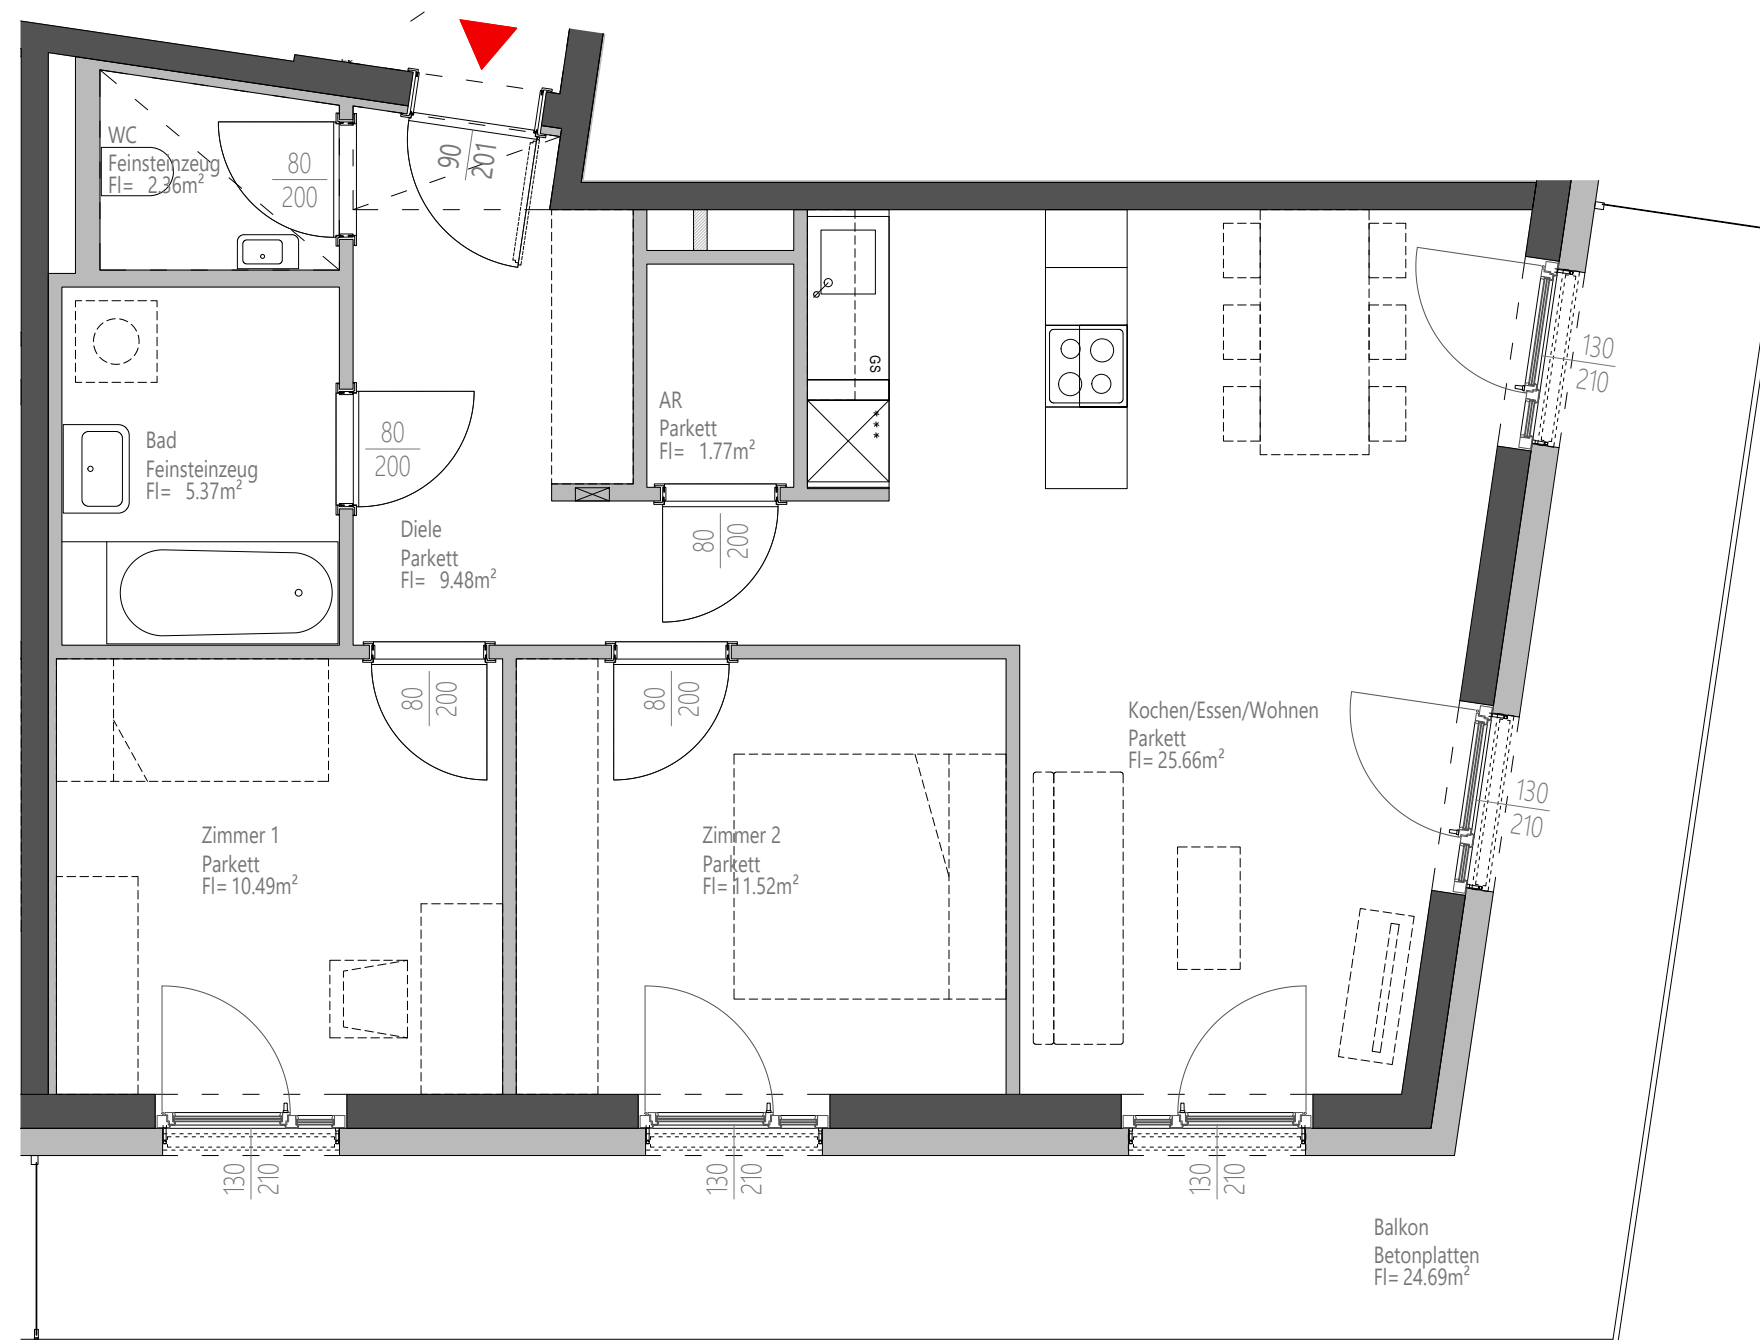 WC
Feinsteinzeug
Fl= 2.36m²
80
200
90
201
130
210
GS
***
AR
Parkett
Fl= 1.77m²
80
200
Bad
Feinsteinzeug
Fl= 5.37m²
Diele
Parkett
Fl= 9.48m²
80
200
80
200
80
200
Kochen/Essen/Wohnen
Parkett
Fl= 25.66m²
130
210
Zimmer 1
Parkett
Fl= 10.49m²
Zimmer 2
Parkett
Fl= 11.52m²
130
210
130
210
130
210
Balkon
Betonplatten
Fl= 24.69m²